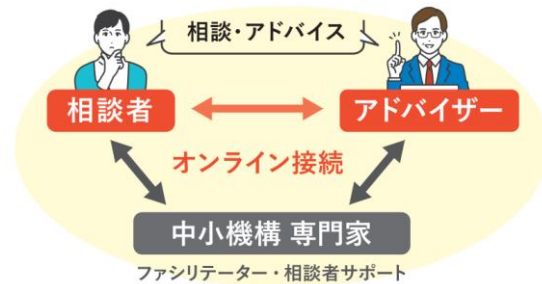 相談・アドバイス
相談者
アドバイザー
オンライン接続
中小機構 専門家
ファシリテーター・相談者サポート